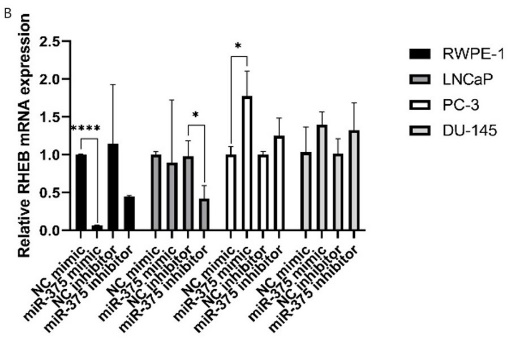 B
Relative RHEB mRNA expression
2.5
2.0
1.5
1.0
0.5
0.0
****
*
*
RWPE-1
LNCaP
PC-3
DU-145
NC mimic
miR-375 mimic
NC inhibitor
miR-375 inhibitor
NC mimic
miR-375 mimic
NC inhibitor
miR-375 inhibitor
NC mimic
miR-375 mimic
NC inhibitor
miR-375 inhibitor
NC mimic
miR-375 mimic
NC inhibitor
miR-375 inhibitor